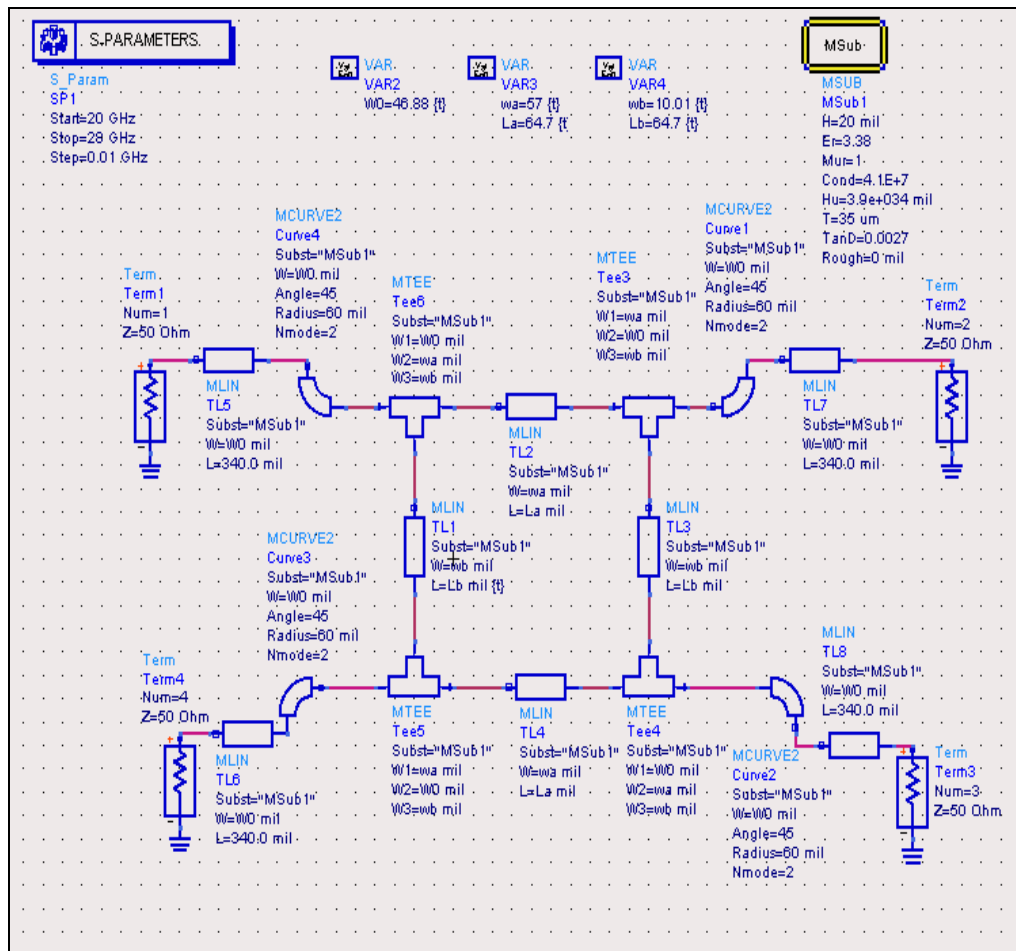 S-PARAMETERS
S_Param
SP1
Start=20 GHz
Stop=28 GHz
Step=0.01 GHz
Var Eqn
VAR
VAR2
W0=46.88 {t}
Var Eqn
VAR
VAR3
wa=57 {t}
La=64.7 {t
Var Eqn
VAR
VAR4
wb=10.01 {t}
Lb=64.7 {t}
MSub
MSUB
MSub1
H=20 mil
Er=3.38
Mur=1
Cond=4.1E+7
Hu=3.9e+034 mil
T=35 um
TanD=0.0027
Rough=0 mil
MCURVE2
Curve4
Subst="MSub1"
W=W0 mil
Angle=45
Radius=60 mil
Nmode=2
MCURVE2
Curve1
Subst="MSub1"
W=W0 mil
Angle=45
Radius=60 mil
Nmode=2
Term
Term1
Num=1
Z=50 Ohm
MTEE
Tee6
Subst="MSub1"
W1=W0 mil
W2=wa mil
W3=wb mil
MTEE
Tee3
Subst="MSub1"
W1=wa mil
W2=W0 mil
W3=wb mil
Term
Term2
Num=2
Z=50 Ohm
MLIN
TL5
Subst="MSub1"
W=W0 mil
L=340.0 mil
MLIN
TL2
Subst="MSub1"
W=wa mil
L=La mil
MLIN
TL7
Subst="MSub1"
W=W0 mil
L=340.0 mil
MLIN
TL1
Subst="MSub1"
W=wb mil
L=Lb mil {t}
MLIN
TL3
Subst="MSub1"
W=wb mil
L=Lb mil
MCURVE2
Curve3
Subst="MSub1"
W=W0 mil
Angle=45
Radius=60 mil
Nmode=2
Term
Term4
Num=4
Z=50 Ohm
MLIN
TL8
Subst="MSub1"
W=W0 mil
L=340.0 mil
MLIN
TL6
Subst="MSub1"
W=W0 mil
L=340.0 mil
MTEE
Tee5
Subst="MSub1"
W1=wa mil
W2=W0 mil
W3=wb mil
MLIN
TL4
Subst="MSub1"
W=wa mil
L=La mil
MTEE
Tee4
Subst="MSub1"
W1=W0 mil
W2=wa mil
W3=wb mil
MCURVE2
Curve2
Subst="MSub1"
W=W0 mil
Angle=45
Radius=60 mil
Nmode=2
Term
Term3
Num=3
Z=50 Ohm